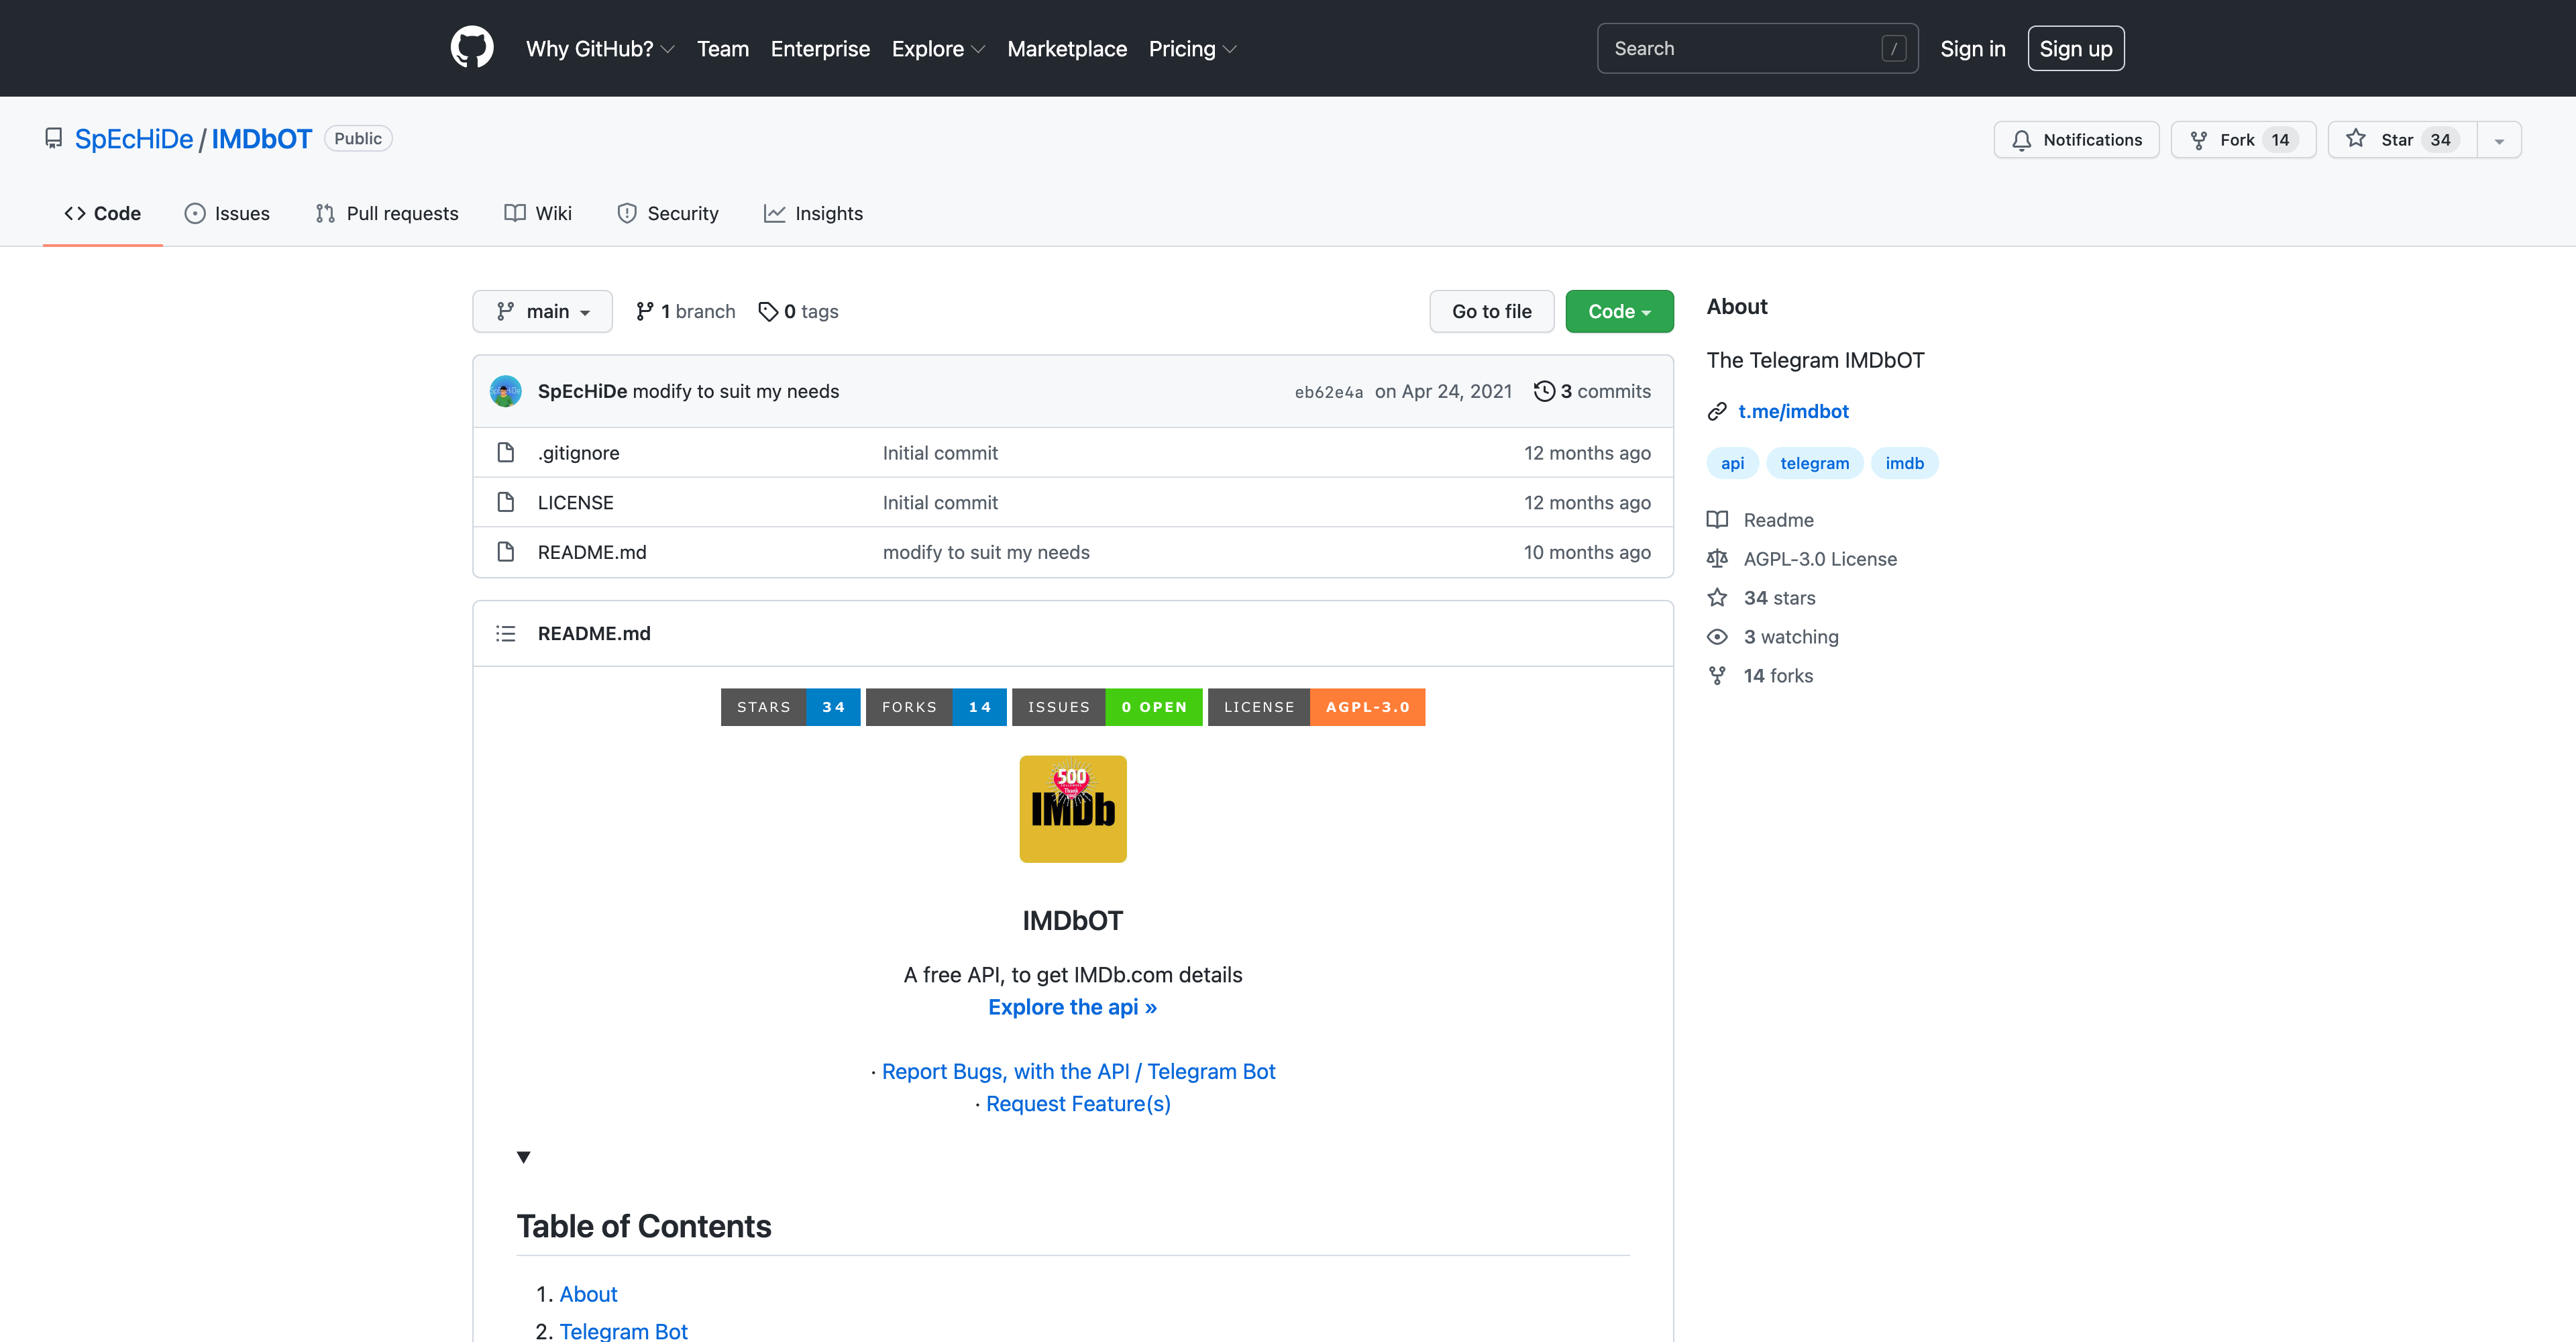 Why GitHub? Team Enterprise Explore Marketplace Pricing Search / Sign in Sign up
SpEcHiDe / IMDbOT Public Notifications Fork 14 Star 34
Code Issues Pull requests Wiki Security Insights
main 1 branch 0 tags Go to file Code
SpEcHiDe modify to suit my needs eb62e4a on Apr 24, 2021 3 commits
.gitignore Initial commit 12 months ago
LICENSE Initial commit 12 months ago
README.md modify to suit my needs 10 months ago
README.md
STARS 34 FORKS 14 ISSUES 0 OPEN LICENSE AGPL-3.0
500
IMDb
IMDbOT
A free API, to get IMDb.com details
Explore the api »
· Report Bugs, with the API / Telegram Bot
· Request Feature(s)
Table of Contents
1. About
2. Telegram Bot
About
The Telegram IMDbOT
t.me/imdbot
api telegram imdb
Readme
AGPL-3.0 License
34 stars
3 watching
14 forks